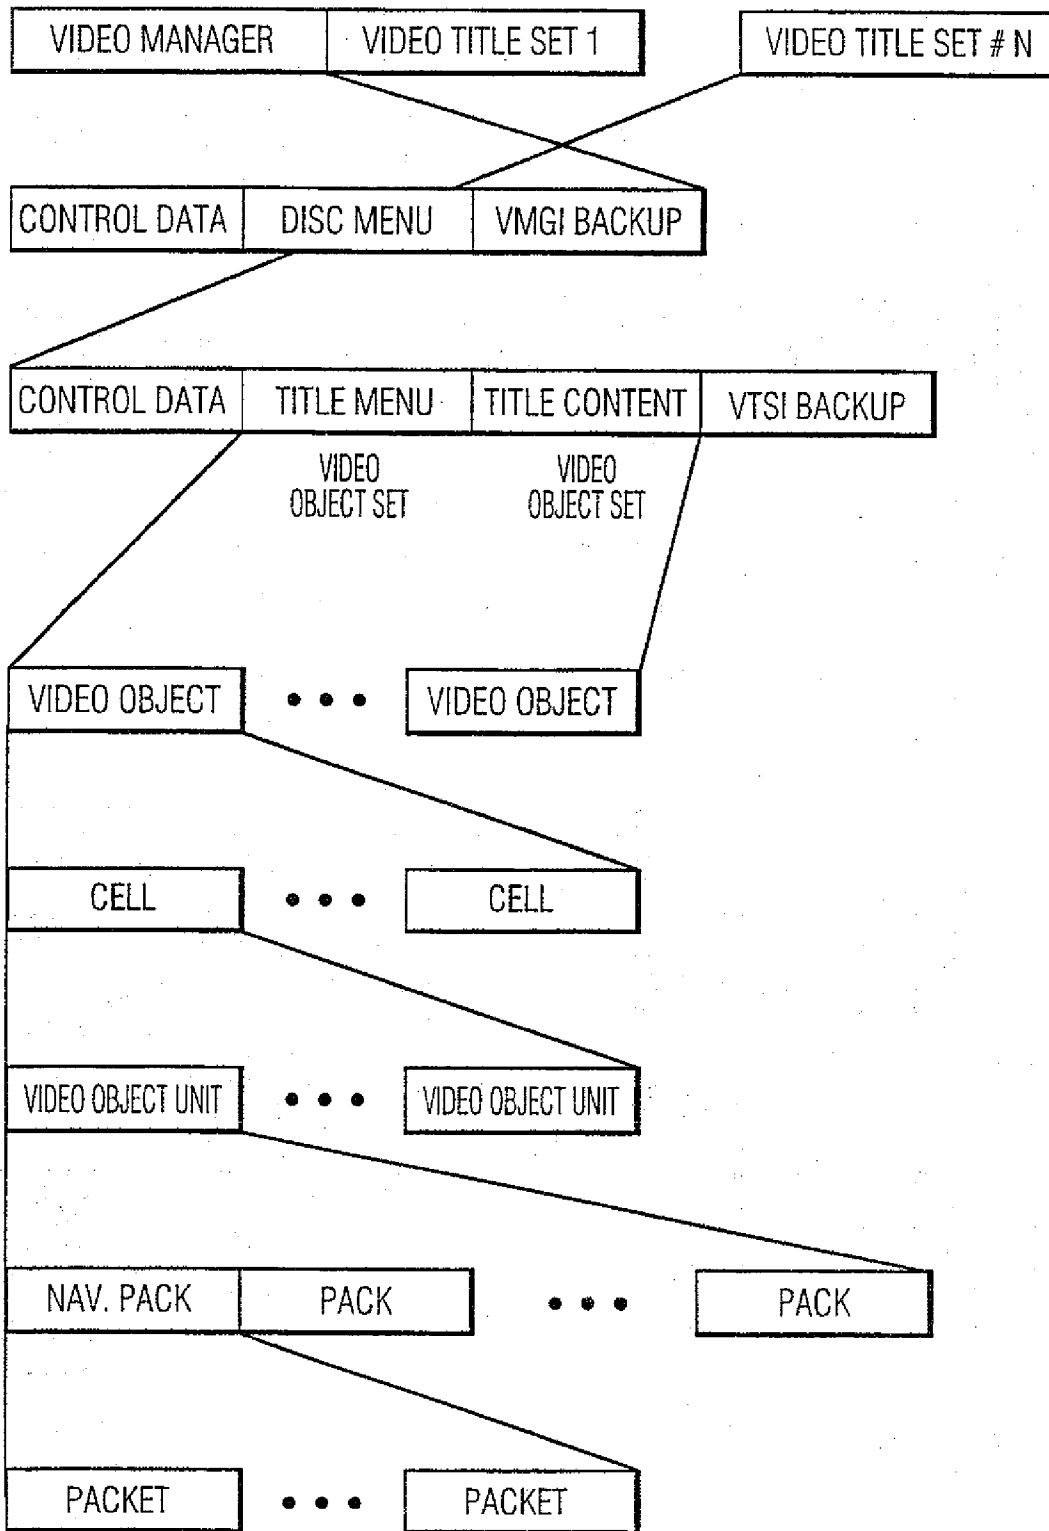 VIDEO MANAGER VIDEO TITLE SET 1 VIDEO TITLE SET # N
CONTROL DATA DISC MENU VMGI BACKUP
CONTROL DATA TITLE MENU TITLE CONTENT VTSI BACKUP
VIDEO OBJECT SET VIDEO OBJECT SET
VIDEO OBJECT • • • VIDEO OBJECT
CELL • • • CELL
VIDEO OBJECT UNIT • • • VIDEO OBJECT UNIT
NAV. PACK PACK • • • PACK
PACKET • • • PACKET